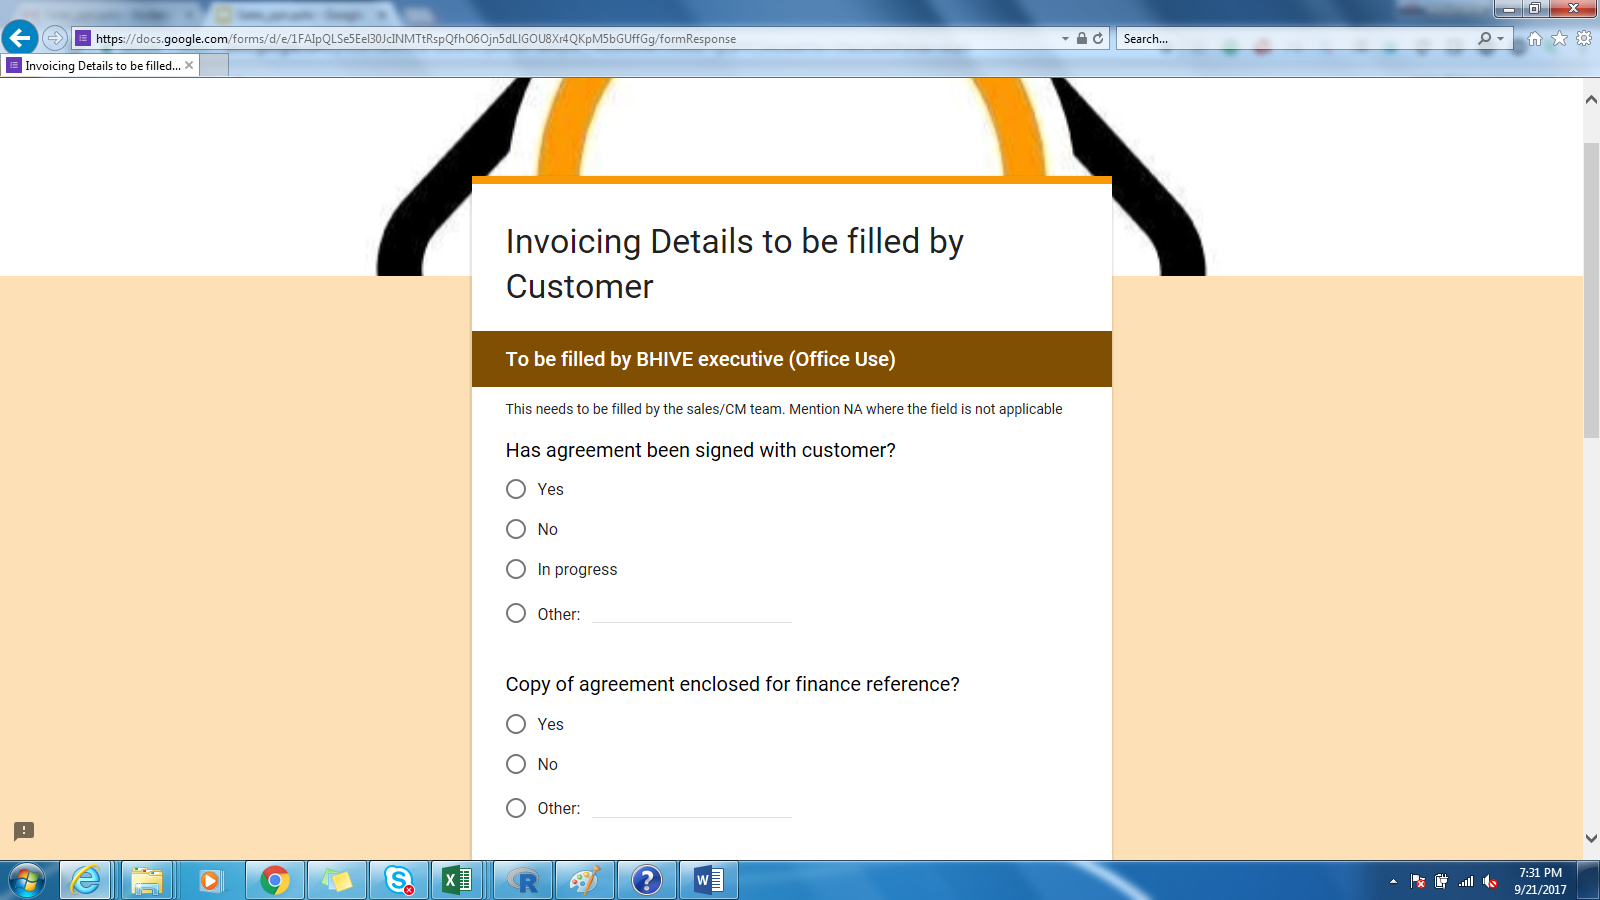 https://docs.google.com/forms/d/e/1FAIpQLSe5Eel30JcINMTtRspQfhO6Ojn5dLIGOU8Xr4QKpM5bGUffGg/formResponse
Search...
Invoicing Details to be filled...
Invoicing Details to be filled by
Customer
To be filled by BHIVE executive (Office Use)
This needs to be filled by the sales/CM team. Mention NA where the field is not applicable
Has agreement been signed with customer?
Yes
No
In progress
Other:
Copy of agreement enclosed for finance reference?
Yes
No
Other:
7:31 PM
9/21/2017